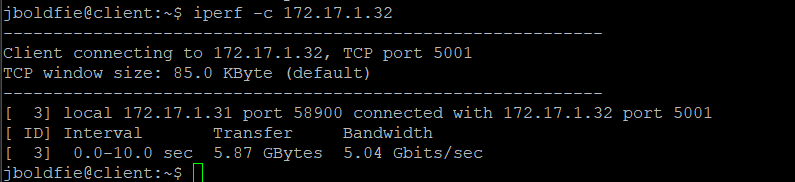 jboldfie@client:~$ iperf -c 172.17.1.32
------------------------------------------------------------
Client connecting to 172.17.1.32, TCP port 5001
TCP window size: 85.0 KByte (default)
------------------------------------------------------------
[  3] local 172.17.1.31 port 58900 connected with 172.17.1.32 port 5001
[ ID] Interval       Transfer     Bandwidth
[  3]  0.0-10.0 sec  5.87 GBytes  5.04 Gbits/sec
jboldfie@client:~$